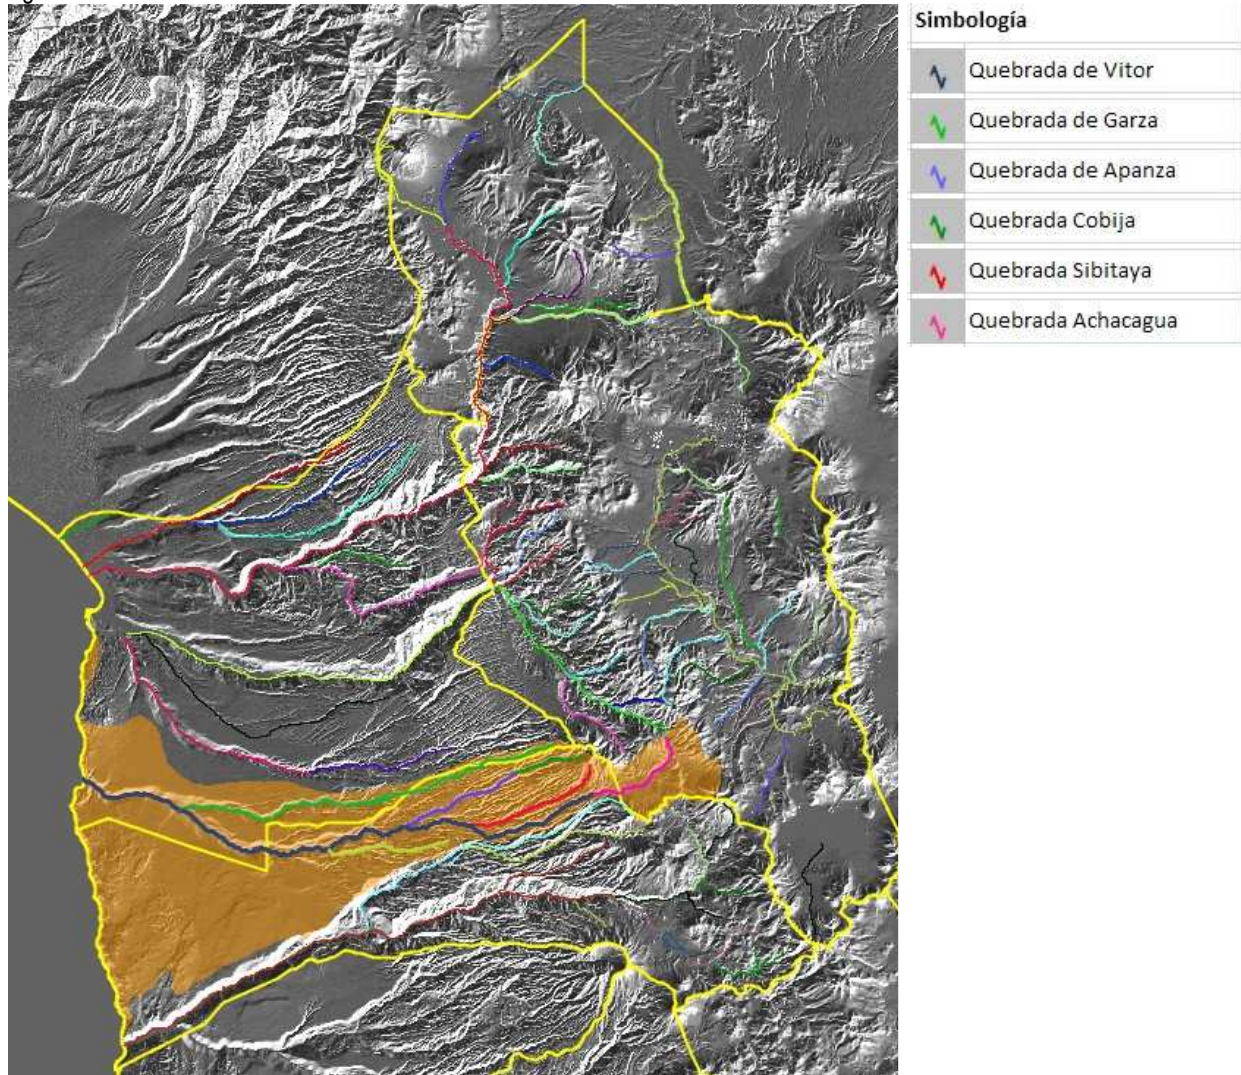 Simbología
Quebrada de Vitor
Quebrada de Garza
Quebrada de Apanza
Quebrada Cobija
Quebrada Sibitaya
Quebrada Achacagua